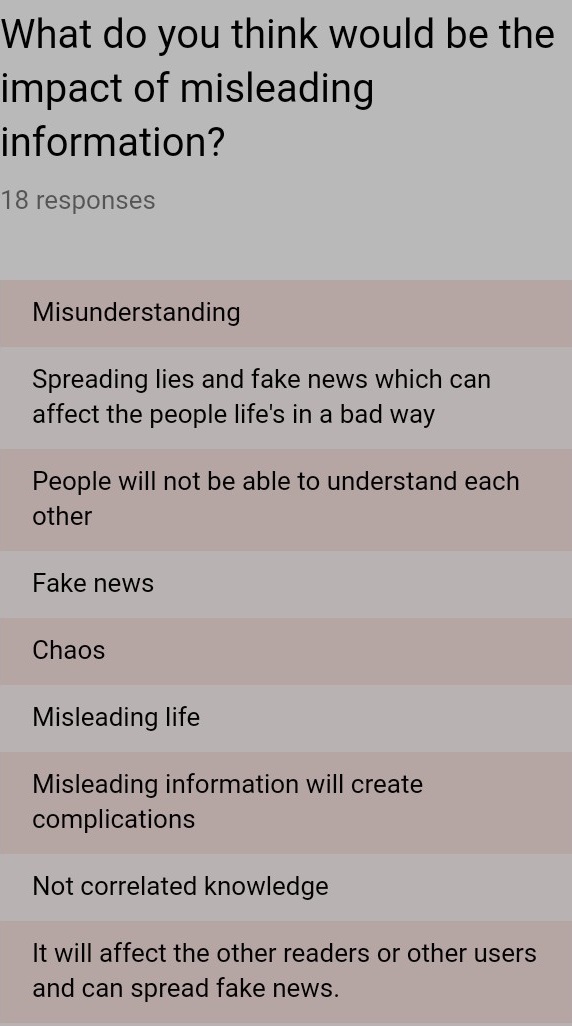 What do you think would be the
impact of misleading
information?
18 responses
Misunderstanding
Spreading lies and fake news which can
affect the people life's in a bad way
People will not be able to understand each
other
Fake news
Chaos
Misleading life
Misleading information will create
complications
Not correlated knowledge
It will affect the other readers or other users
and can spread fake news.